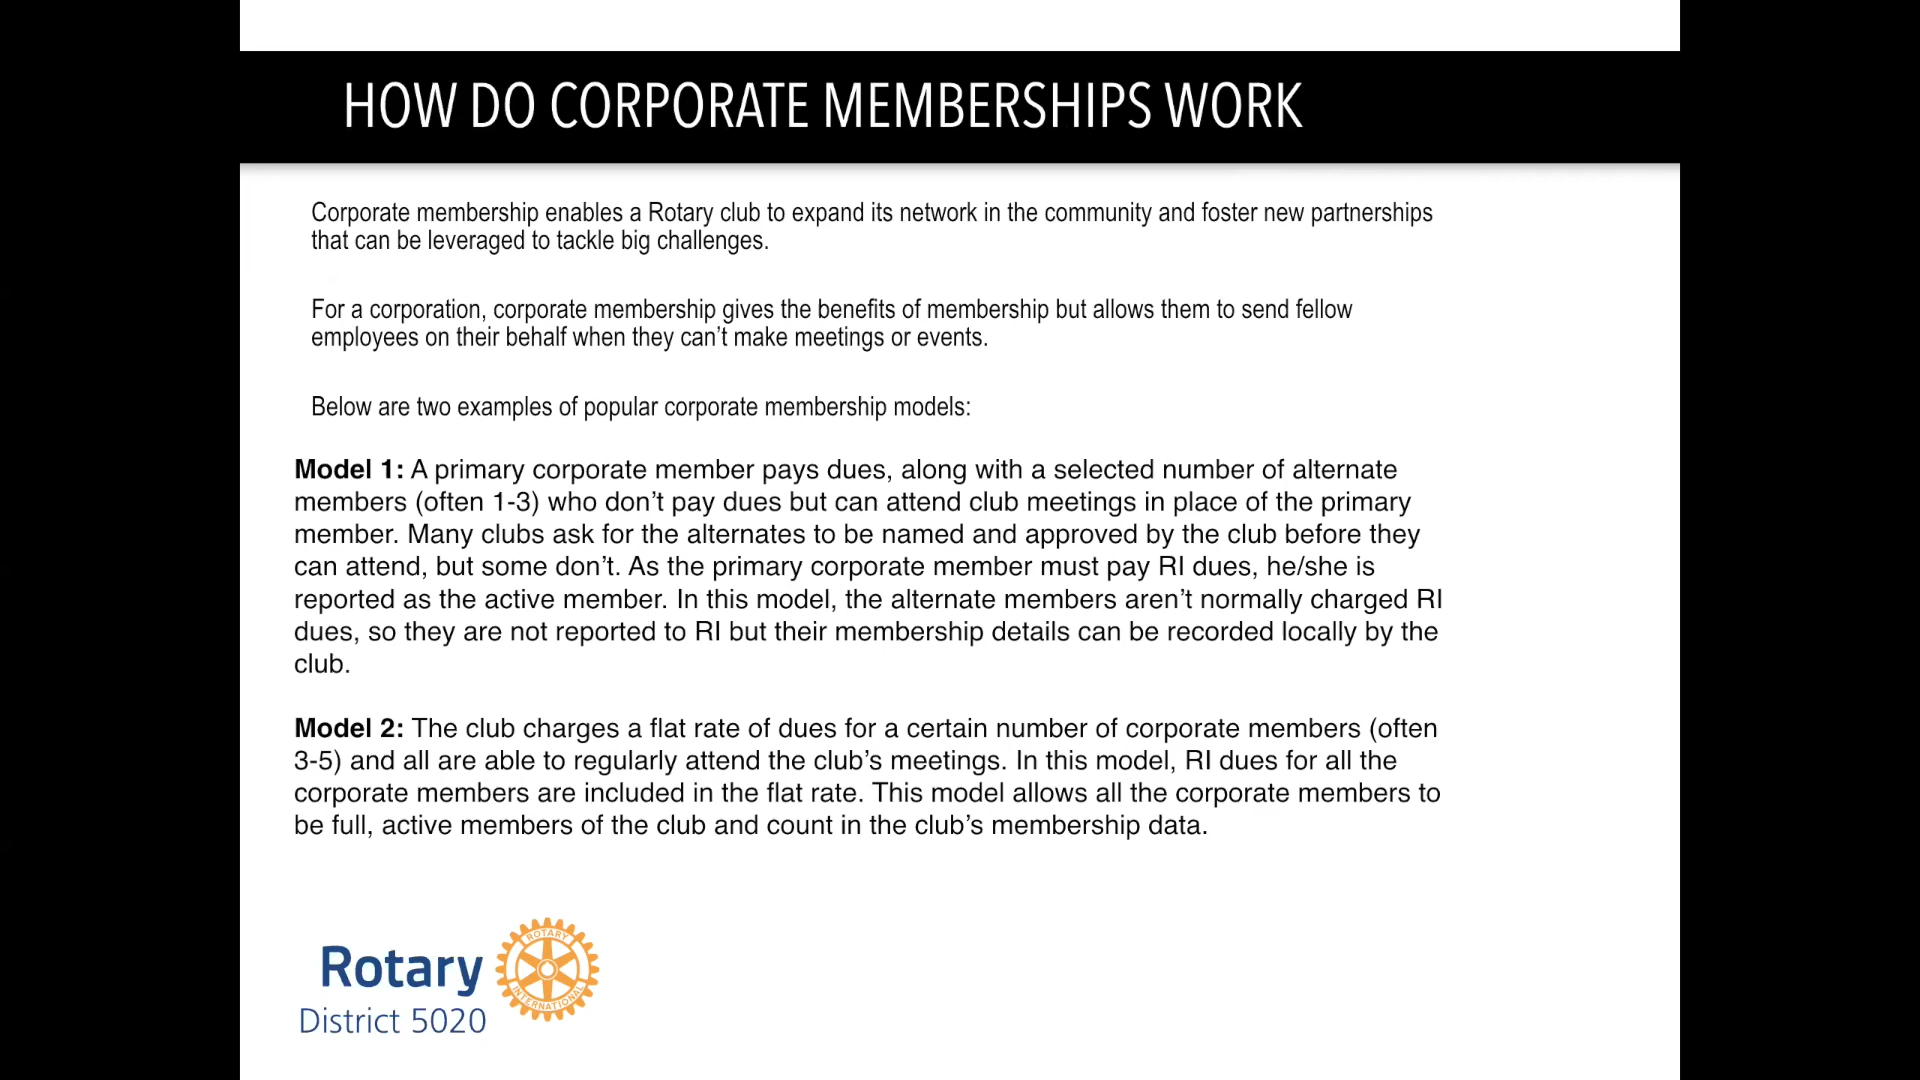 HOW DO CORPORATE MEMBERSHIPS WORK
Corporate membership enables a Rotary club to expand its network in the community and foster new partnerships
that can be leveraged to tackle big challenges.
For a corporation, corporate membership gives the benefits of membership but allows them to send fellow
employees on their behalf when they can’t make meetings or events.
Below are two examples of popular corporate membership models:
Model 1: A primary corporate member pays dues, along with a selected number of alternate
members (often 1-3) who don’t pay dues but can attend club meetings in place of the primary
member. Many clubs ask for the alternates to be named and approved by the club before they
can attend, but some don’t. As the primary corporate member must pay RI dues, he/she is
reported as the active member. In this model, the alternate members aren’t normally charged RI
dues, so they are not reported to RI but their membership details can be recorded locally by the
club.
Model 2: The club charges a flat rate of dues for a certain number of corporate members (often
3-5) and all are able to regularly attend the club’s meetings. In this model, RI dues for all the
corporate members are included in the flat rate. This model allows all the corporate members to
be full, active members of the club and count in the club’s membership data.
Rotary
District 5020
ROTARY
INTERNATIONAL